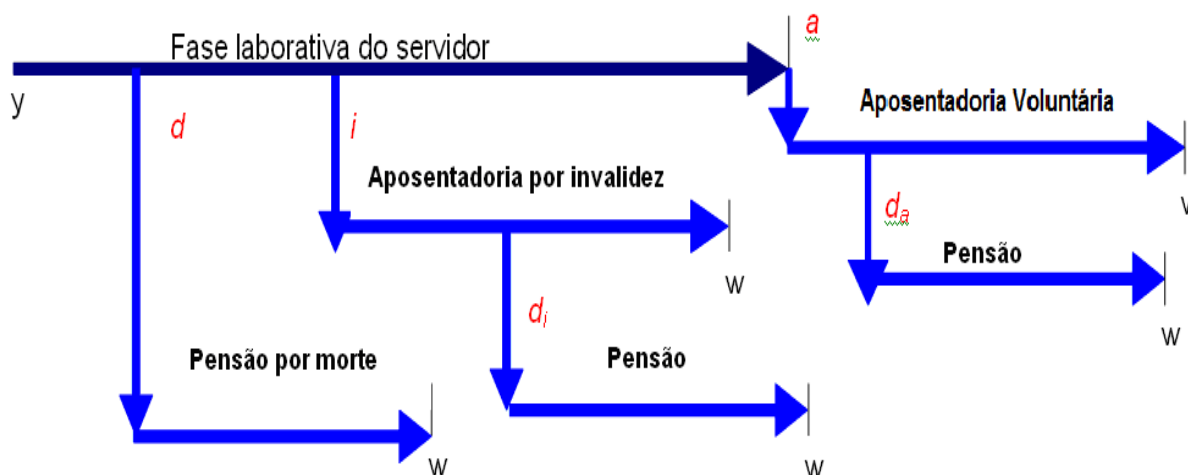 a
Fase laborativa do servidor
y
d
i
Aposentadoria Voluntária
Aposentadoria por invalidez
w
dₐ
Pensão
w
dᵢ
Pensão por morte
Pensão
w
w